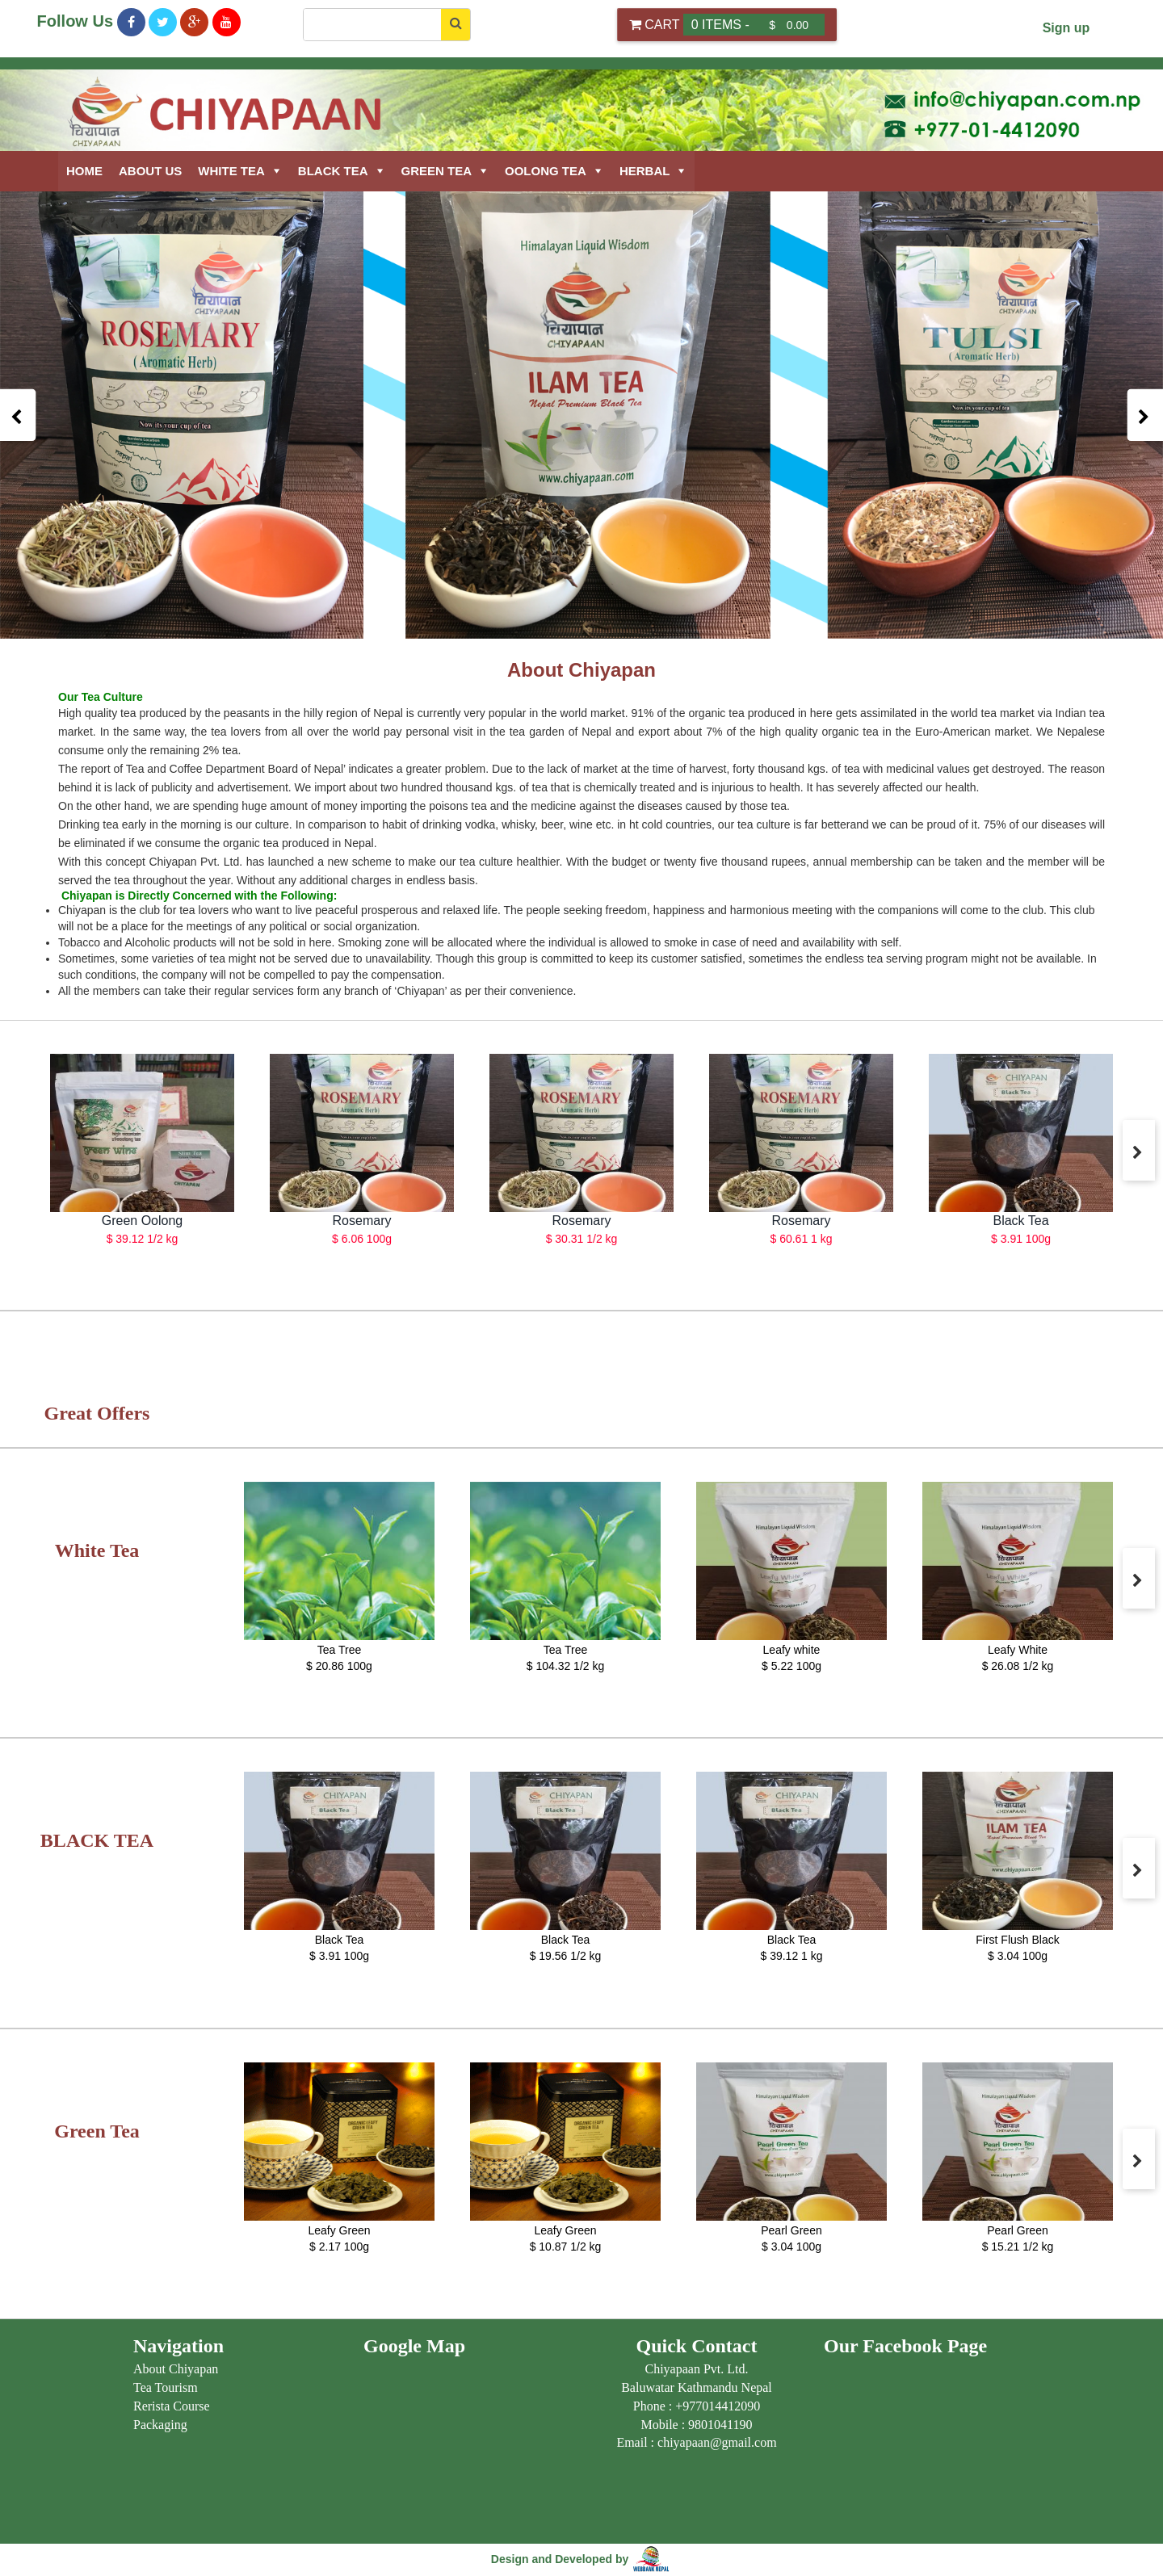 Follow Us
CART 0 ITEMS - $ 0.00
Sign up
चियापान
CHIYAPAAN
CHIYAPAAN
info@chiyapan.com.np
+977-01-4412090
HOME ABOUT US WHITE TEA BLACK TEA GREEN TEA OOLONG TEA HERBAL
चियापान
CHIYAPAAN
ROSEMARY
( Aromatic Herb)
Now its your cup of tea
Himalayan Liquid Wisdom
चियापान
CHIYAPAAN
ILAM TEA
Nepal Premium Black Tea
www.chiyapaan.com
चियापान
CHIYAPAAN
TULSI
( Aromatic Herb)
Now its your cup of tea
About Chiyapan
Our Tea Culture
High quality tea produced by the peasants in the hilly region of Nepal is currently very popular in the world market. 91% of the organic tea produced in here gets assimilated in the world tea market via Indian tea
market. In the same way, the tea lovers from all over the world pay personal visit in the tea garden of Nepal and export about 7% of the high quality organic tea in the Euro-American market. We Nepalese
consume only the remaining 2% tea.
The report of Tea and Coffee Department Board of Nepal' indicates a greater problem. Due to the lack of market at the time of harvest, forty thousand kgs. of tea with medicinal values get destroyed. The reason
behind it is lack of publicity and advertisement. We import about two hundred thousand kgs. of tea that is chemically treated and is injurious to health. It has severely affected our health.
On the other hand, we are spending huge amount of money importing the poisons tea and the medicine against the diseases caused by those tea.
Drinking tea early in the morning is our culture. In comparison to habit of drinking vodka, whisky, beer, wine etc. in ht cold countries, our tea culture is far betterand we can be proud of it. 75% of our diseases will
be eliminated if we consume the organic tea produced in Nepal.
With this concept Chiyapan Pvt. Ltd. has launched a new scheme to make our tea culture healthier. With the budget or twenty five thousand rupees, annual membership can be taken and the member will be
served the tea throughout the year. Without any additional charges in endless basis.
Chiyapan is Directly Concerned with the Following:
• Chiyapan is the club for tea lovers who want to live peaceful prosperous and relaxed life. The people seeking freedom, happiness and harmonious meeting with the companions will come to the club. This club
will not be a place for the meetings of any political or social organization.
• Tobacco and Alcoholic products will not be sold in here. Smoking zone will be allocated where the individual is allowed to smoke in case of need and availability with self.
• Sometimes, some varieties of tea might not be served due to unavailability. Though this group is committed to keep its customer satisfied, sometimes the endless tea serving program might not be available. In
such conditions, the company will not be compelled to pay the compensation.
• All the members can take their regular services form any branch of ‘Chiyapan’ as per their convenience.
Green Oolong
$ 39.12 1/2 kg
Rosemary
$ 6.06 100g
Rosemary
$ 30.31 1/2 kg
Rosemary
$ 60.61 1 kg
Black Tea
$ 3.91 100g
Great Offers
White Tea
Tea Tree
$ 20.86 100g
Tea Tree
$ 104.32 1/2 kg
Leafy white
$ 5.22 100g
Leafy White
$ 26.08 1/2 kg
BLACK TEA
Black Tea
$ 3.91 100g
Black Tea
$ 19.56 1/2 kg
Black Tea
$ 39.12 1 kg
First Flush Black
$ 3.04 100g
Green Tea
Leafy Green
$ 2.17 100g
Leafy Green
$ 10.87 1/2 kg
Pearl Green
$ 3.04 100g
Pearl Green
$ 15.21 1/2 kg
Navigation
About Chiyapan
Tea Tourism
Rerista Course
Packaging
Google Map
Quick Contact
Chiyapaan Pvt. Ltd.
Baluwatar Kathmandu Nepal
Phone : +977014412090
Mobile : 9801041190
Email : chiyapaan@gmail.com
Our Facebook Page
Design and Developed by
WEBBANK NEPAL